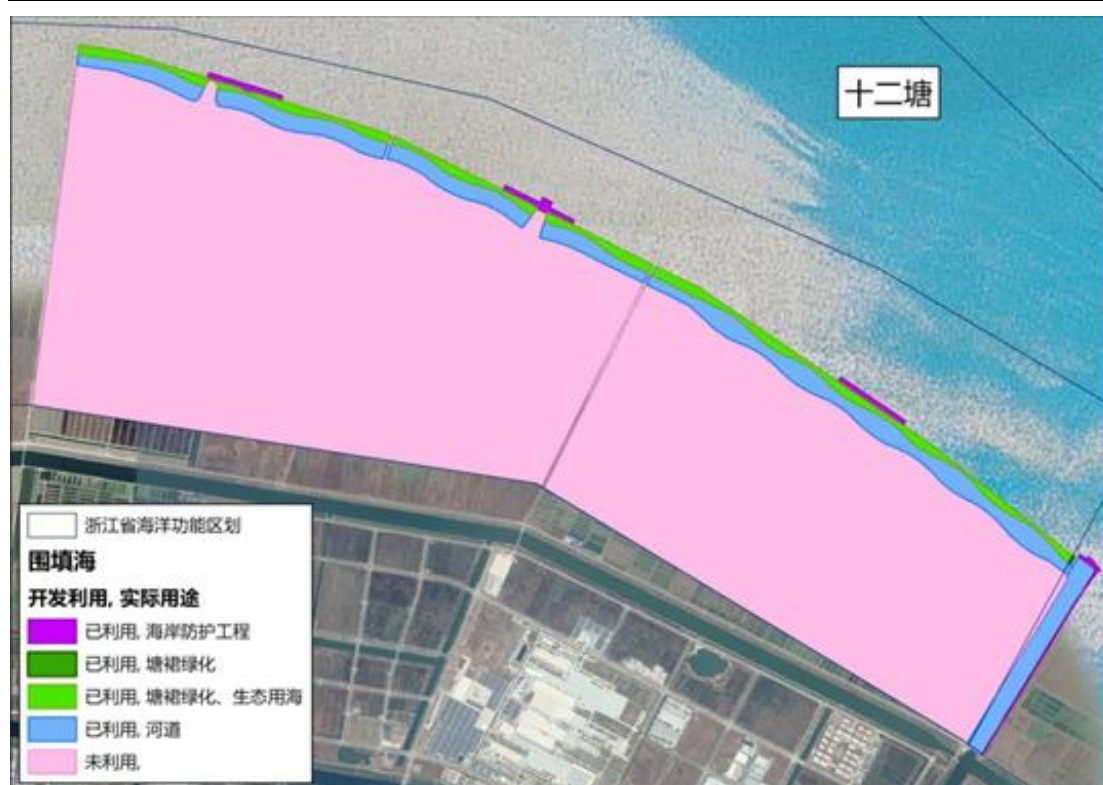 十二塘
浙江省海洋功能区划
围填海
开发利用, 实际用途
已利用, 海岸防护工程
已利用, 塘裙绿化
已利用, 塘裙绿化、生态用海
已利用, 河道
未利用,